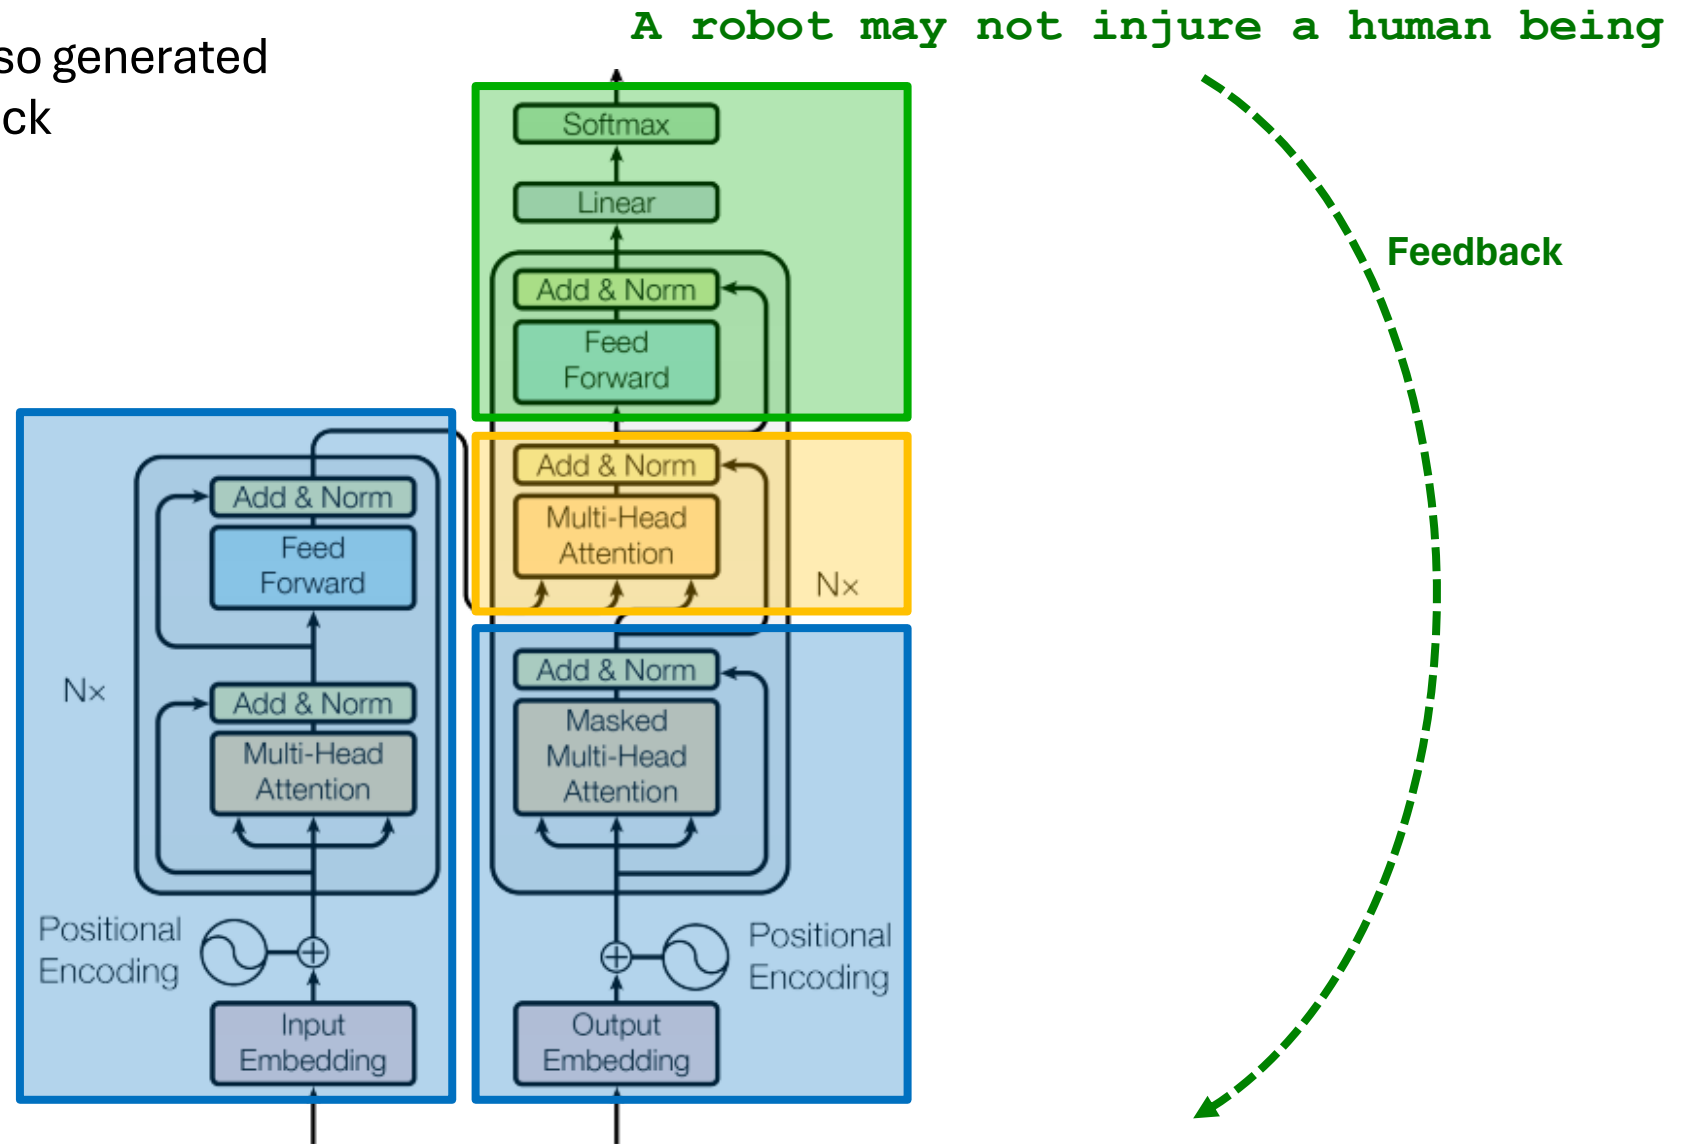 A robot may not injure a human being
so generated
ck
Feedback
Softmax
Linear
Add & Norm
Feed
Forward
Add & Norm
Multi-Head
Attention
N×
Add & Norm
Masked
Multi-Head
Attention
Positional
Encoding
Output
Embedding
Add & Norm
Feed
Forward
N×
Add & Norm
Multi-Head
Attention
Positional
Encoding
Input
Embedding